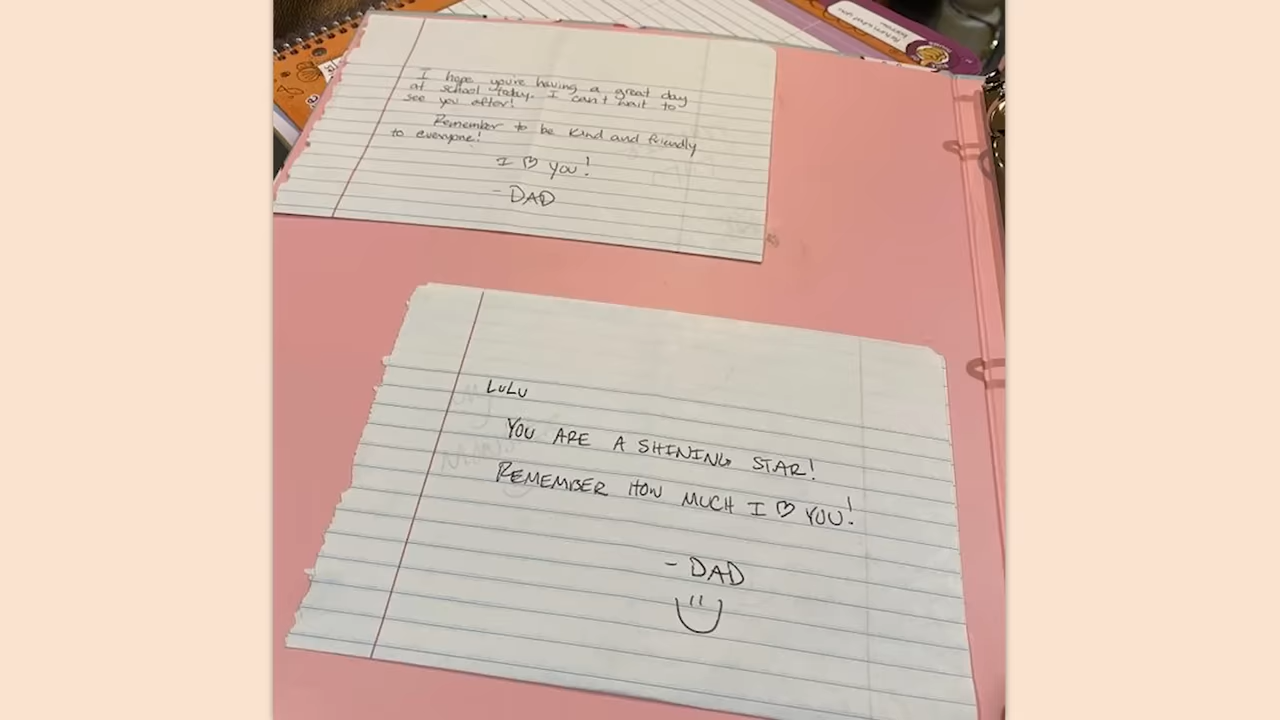 I hope you're having a great day
at school today. I can't wait to
see you after!
Remember to be kind and friendly
to everyone!
I ♡ you!
- DAD
LULU
YOU ARE A SHINING STAR!
REMEMBER HOW MUCH I ♡ YOU!
- DAD